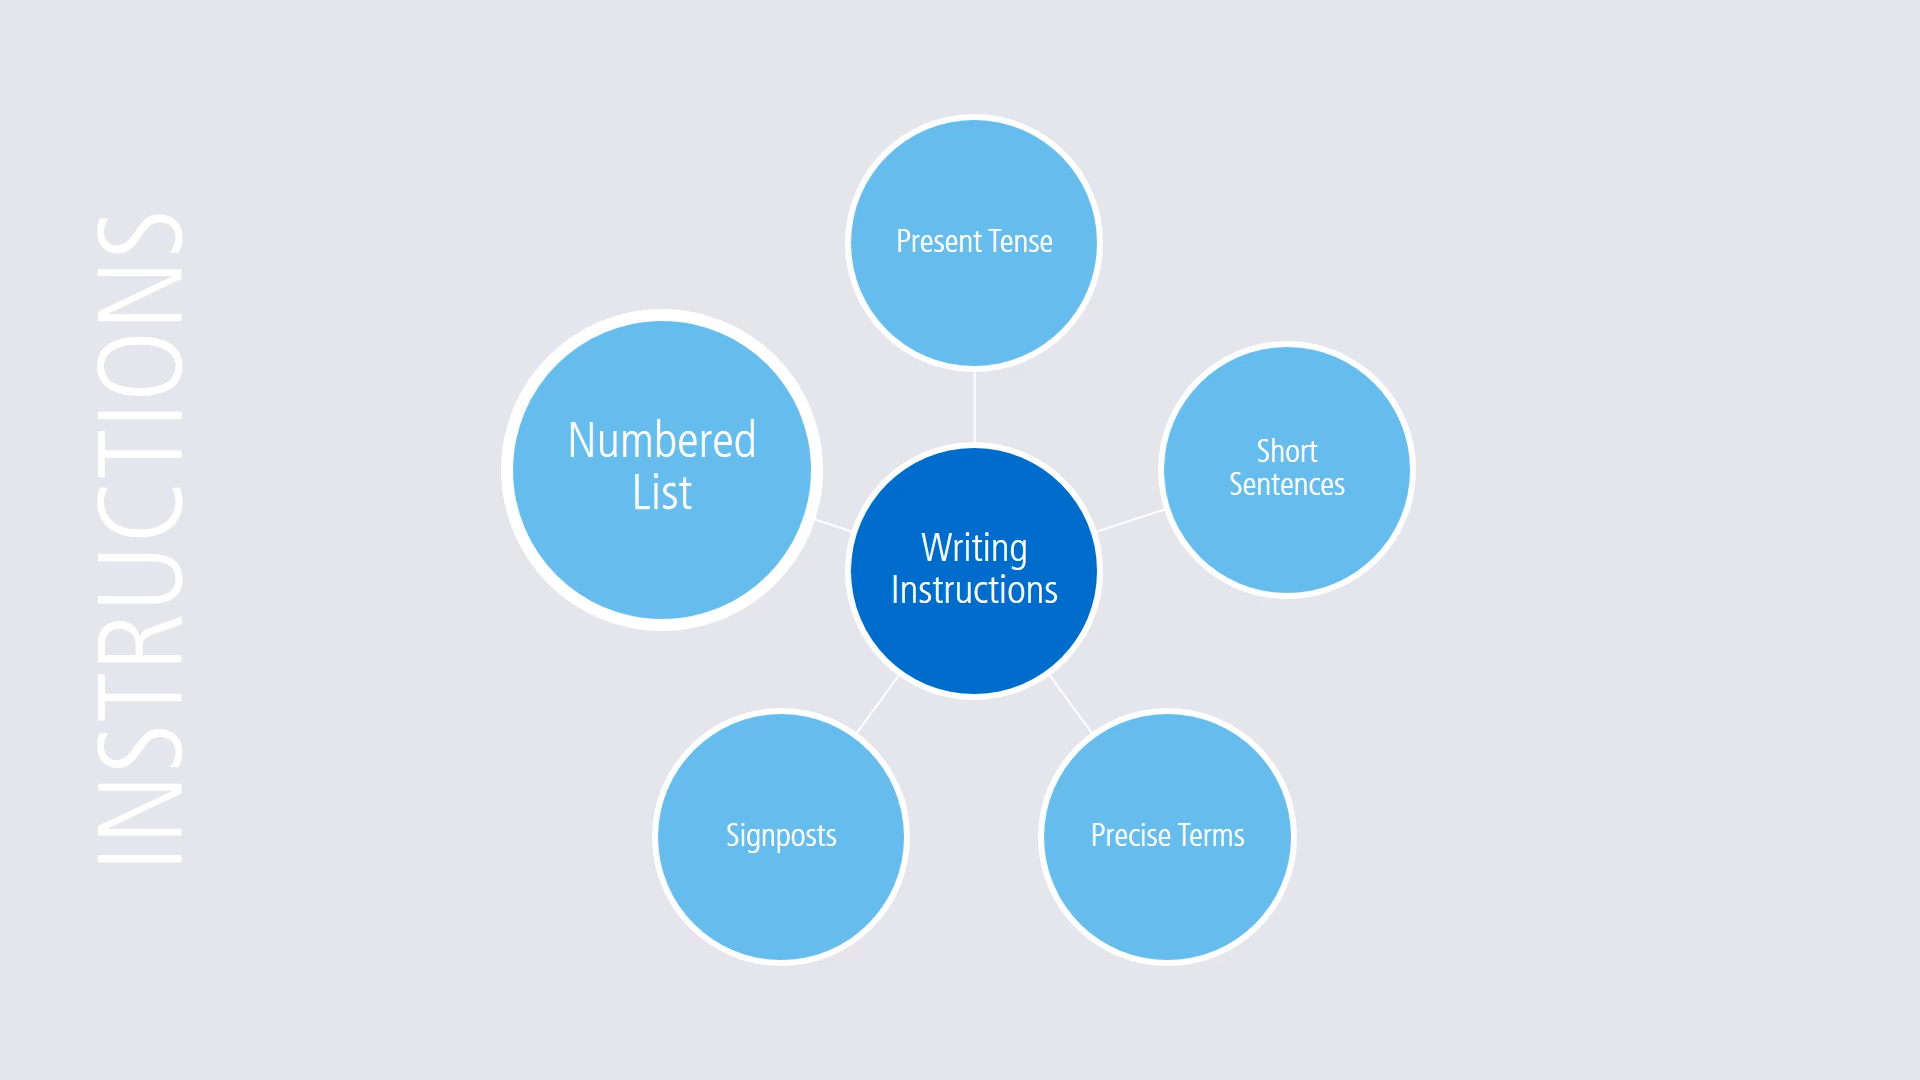 INSTRUCTIONS
Present Tense
Numbered
List
Short
Sentences
Writing
Instructions
Signposts
Precise Terms